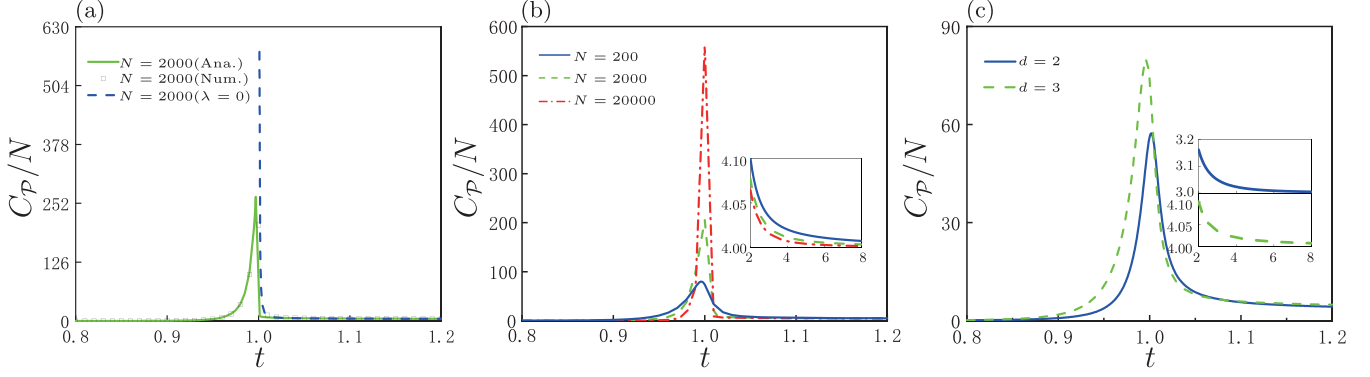 (a)
630
504
378
252
126
0
C_P/N
N = 2000(Ana.)
N = 2000(Num.)
N = 2000(λ = 0)
0.8 0.9 1.0 1.1 1.2
t
(b)
600
500
400
300
200
100
0
C_P/N
N = 200
N = 2000
N = 20000
4.10
4.05
4.00
2 4 6 8
0.8 0.9 1.0 1.1 1.2
t
(c)
90
60
30
0
C_P/N
d = 2
d = 3
3.2
3.1
3.0
4.10
4.05
4.00
2 4 6 8
0.8 0.9 1.0 1.1 1.2
t